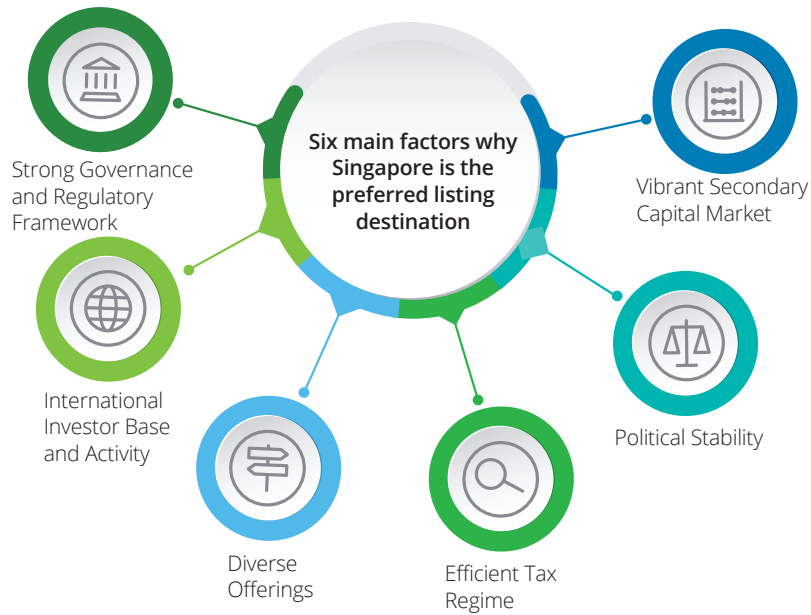 Six main factors why
Singapore is the
preferred listing
destination
Strong Governance
and Regulatory
Framework
International
Investor Base
and Activity
Diverse
Offerings
Efficient Tax
Regime
Political Stability
Vibrant Secondary
Capital Market